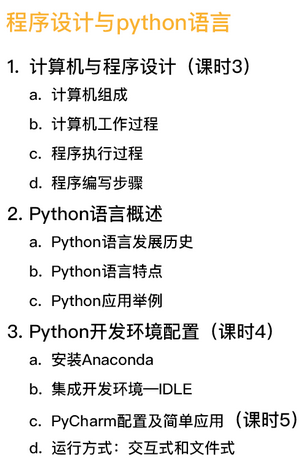 程序设计与python语言
1. 计算机与程序设计（课时3）
a. 计算机组成
b. 计算机工作过程
c. 程序执行过程
d. 程序编写步骤
2. Python语言概述
a. Python语言发展历史
b. Python语言特点
c. Python应用举例
3. Python开发环境配置（课时4）
a. 安装Anaconda
b. 集成开发环境—IDLE
c. PyCharm配置及简单应用（课时5）
d. 运行方式：交互式和文件式